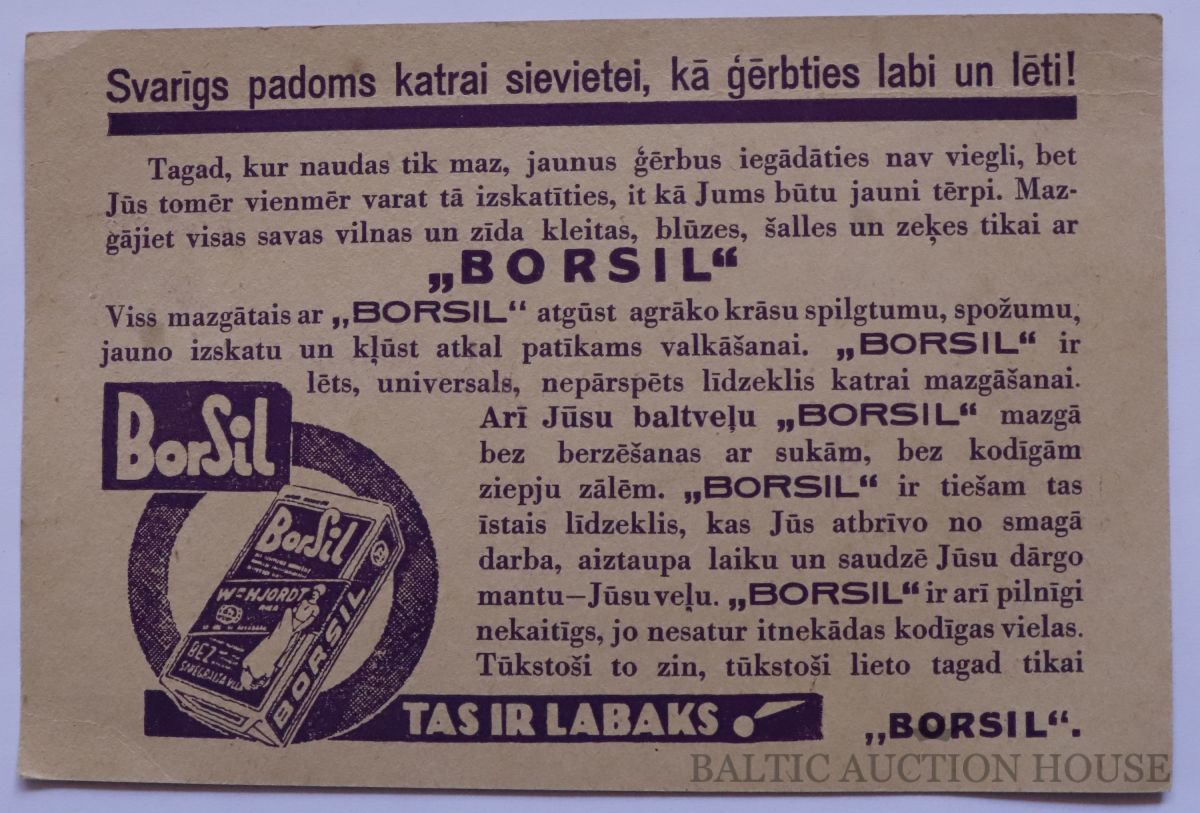 Svarīgs padoms katrai sievietei, kā ģērbties labi un lēti!
Tagad, kur naudas tik maz, jaunus ģērbus iegādāties nav viegli, bet
Jūs tomēr vienmēr varat tā izskatīties, it kā Jums būtu jauni tērpi. Maz-
gājiet visas savas vilnas un zīda kleitas, blūzes, šalles un zeķes tikai ar
„BORSIL“
Viss mazgātais ar „BORSIL“ atgūst agrāko krāsu spilgtumu, spožumu,
jauno izskatu un kļūst atkal patīkams valkāšanai. „BORSIL“ ir
lēts, universals, nepārspēts līdzeklis katrai mazgāšanai.
Arī Jūsu baltveļu „BORSIL“ mazgā
bez berzēšanas ar sukām, bez kodīgām
ziepju zālēm. „BORSIL“ ir tiešam tas
īstais līdzeklis, kas Jūs atbrīvo no smagā
darba, aiztaupa laiku un saudzē Jūsu dārgo
mantu—Jūsu veļu. „BORSIL“ ir arī pilnīgi
nekaitīgs, jo nesatur itnekādas kodīgas vielas.
Tūkstoši to zin, tūkstoši lieto tagad tikai
„BORSIL“.
BorSil
BorSil
Wm HJORDT
BEZ
BORSIL
TAS IR LABAKS!
BALTIC AUCTION HOUSE